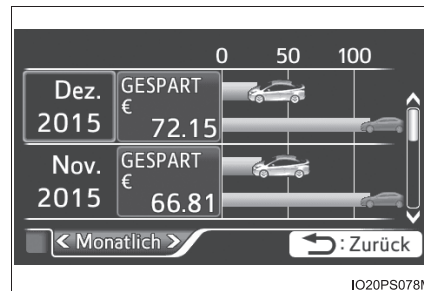 0 50 100
Dez.
2015
GESPART
€
72.15
Nov.
2015
GESPART
€
66.81
< Monatlich >
: Zurück
IO20PS078M